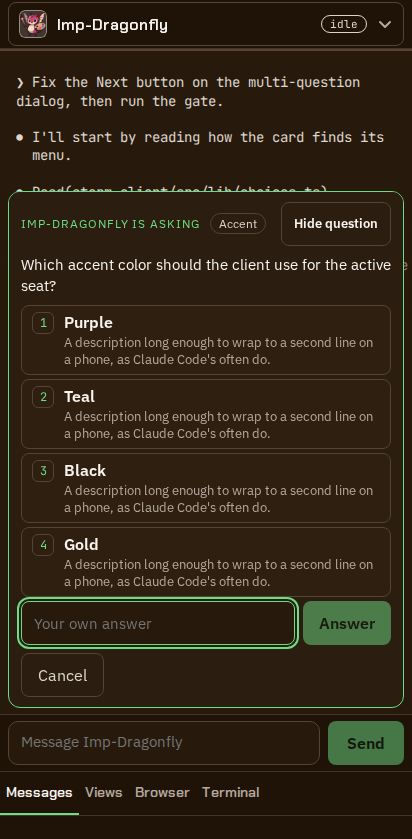 Imp-Dragonfly
idle
❯ Fix the Next button on the multi-question
dialog, then run the gate.
● I'll start by reading how the card finds its
menu.
IMP-DRAGONFLY IS ASKING
Accent
Hide question
Which accent color should the client use for the active
seat?
1 Purple
A description long enough to wrap to a second line on
a phone, as Claude Code's often do.
2 Teal
A description long enough to wrap to a second line on
a phone, as Claude Code's often do.
3 Black
A description long enough to wrap to a second line on
a phone, as Claude Code's often do.
4 Gold
A description long enough to wrap to a second line on
a phone, as Claude Code's often do.
Your own answer
Answer
Cancel
Message Imp-Dragonfly
Send
Messages Views Browser Terminal